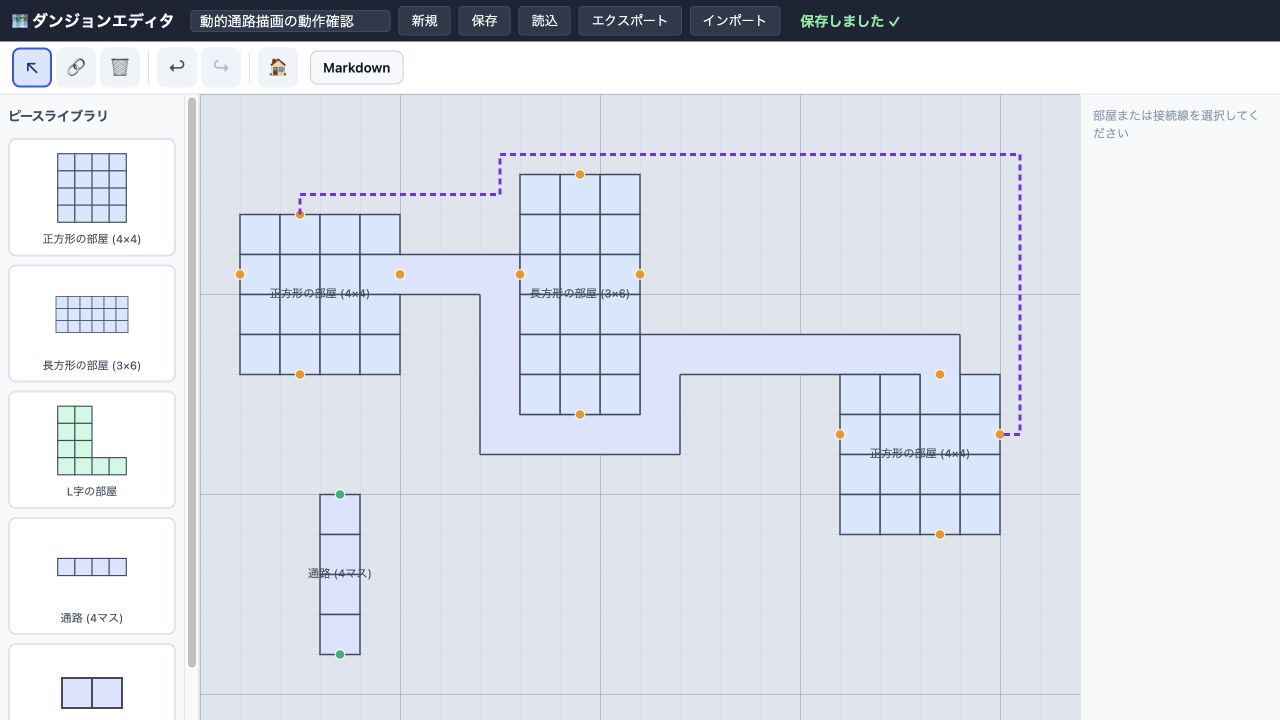 ダンジョンエディタ
動的通路描画の動作確認
新規
保存
読込
エクスポート
インポート
保存しました ✓
Markdown
ピースライブラリ
正方形の部屋 (4×4)
長方形の部屋 (3×6)
L字の部屋
通路 (4マス)
正方形の部屋 (4×4)
長方形の部屋 (3×6)
正方形の部屋 (4×4)
通路 (4マス)
部屋または接続線を選択してく
ださい